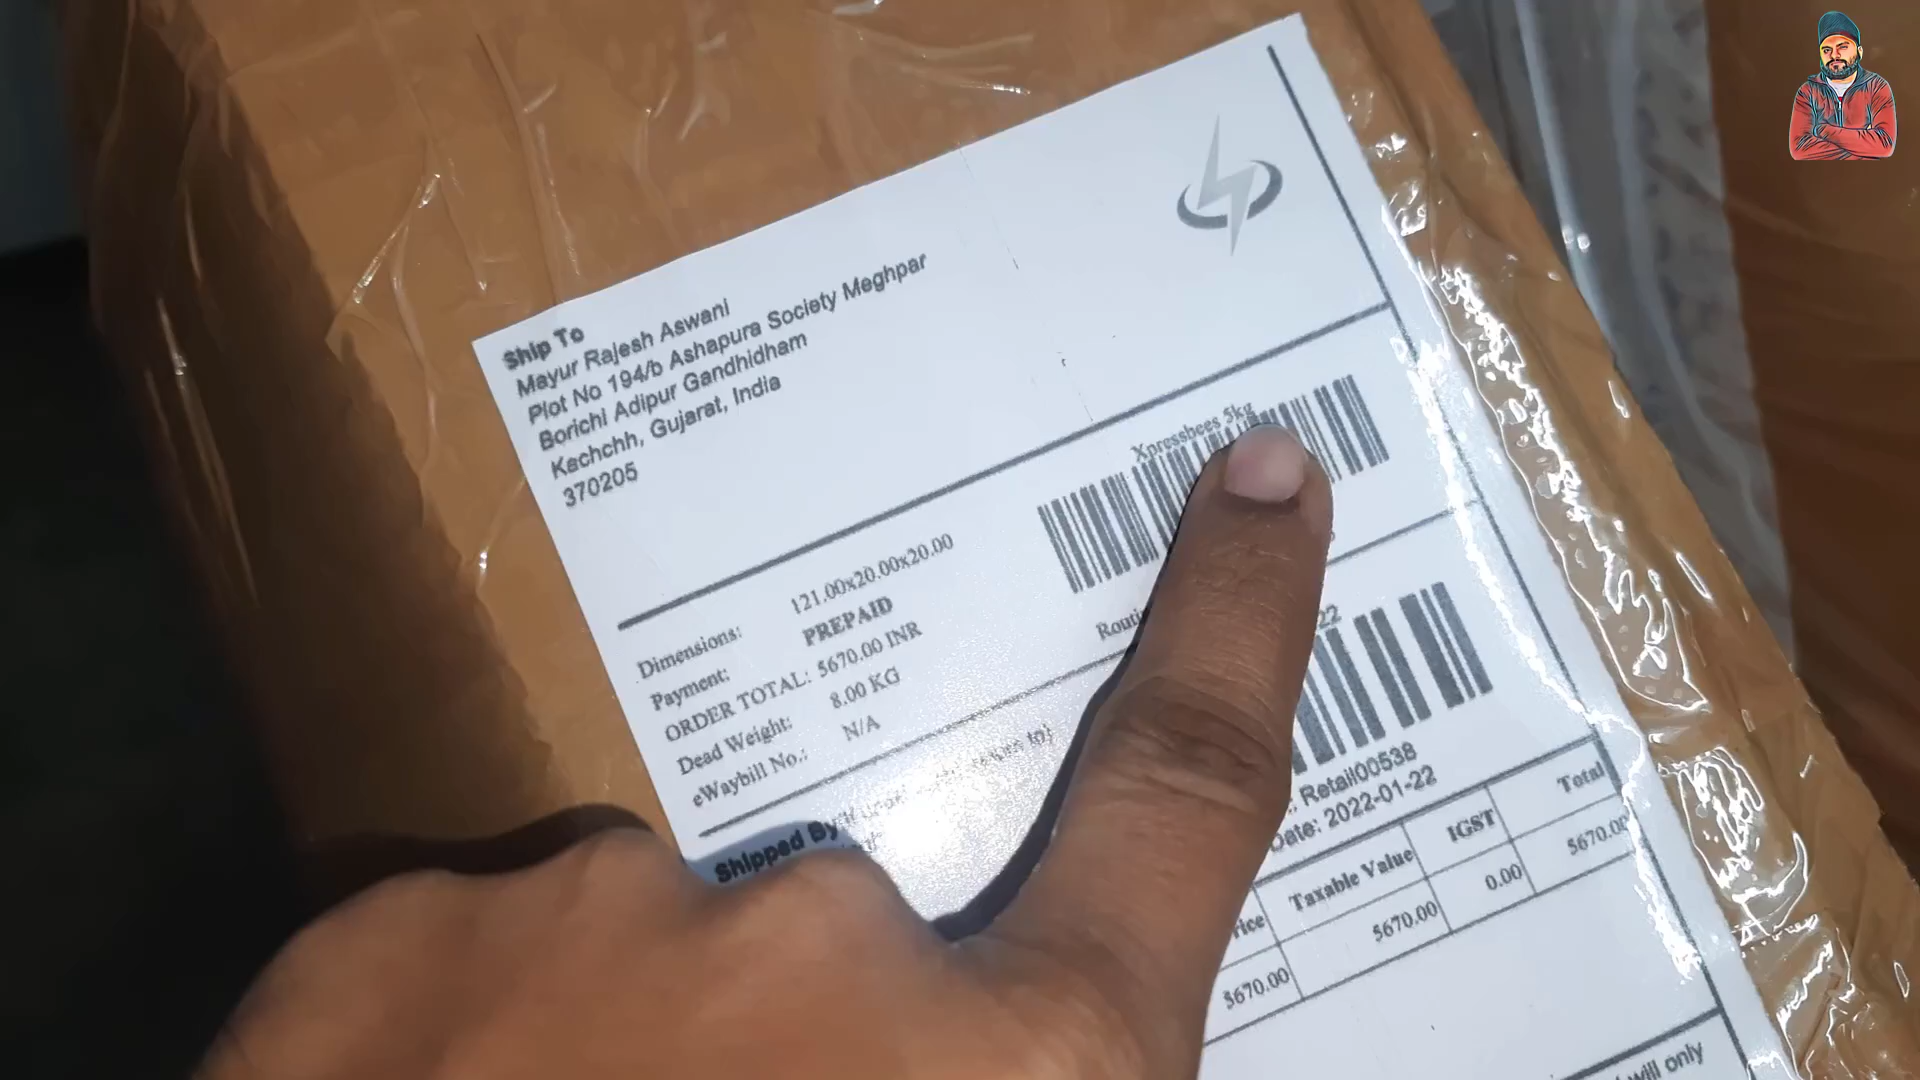 Ship To
Mayur Rajesh Aswani
Plot No 194/b Ashapura Society Meghpar
Borichi Adipur Gandhidham
Kachchh, Gujarat, India
370205
Dimensions: 121.00x20.00x20.00
Payment: PREPAID
ORDER TOTAL: 5670.00 INR
Dead Weight: 8.00 KG
eWaybill No.: N/A
Xpressbees 5kg
22
Retail00538
Date: 2022-01-22
Shipped By
Taxable Value IGST Total
5670.00 5670.00 0.00 5670.00
will only